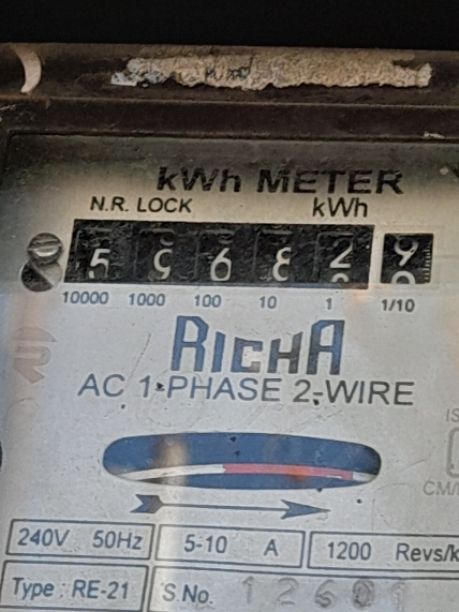 kWh METER
N.R. LOCK kWh
5 9 6 8 2 9
10000 1000 100 10 1 1/10
RICHA
AC 1-PHASE 2-WIRE
240V 50Hz 5-10 A 1200 Revs/k
Type : RE-21 S.No. 12601